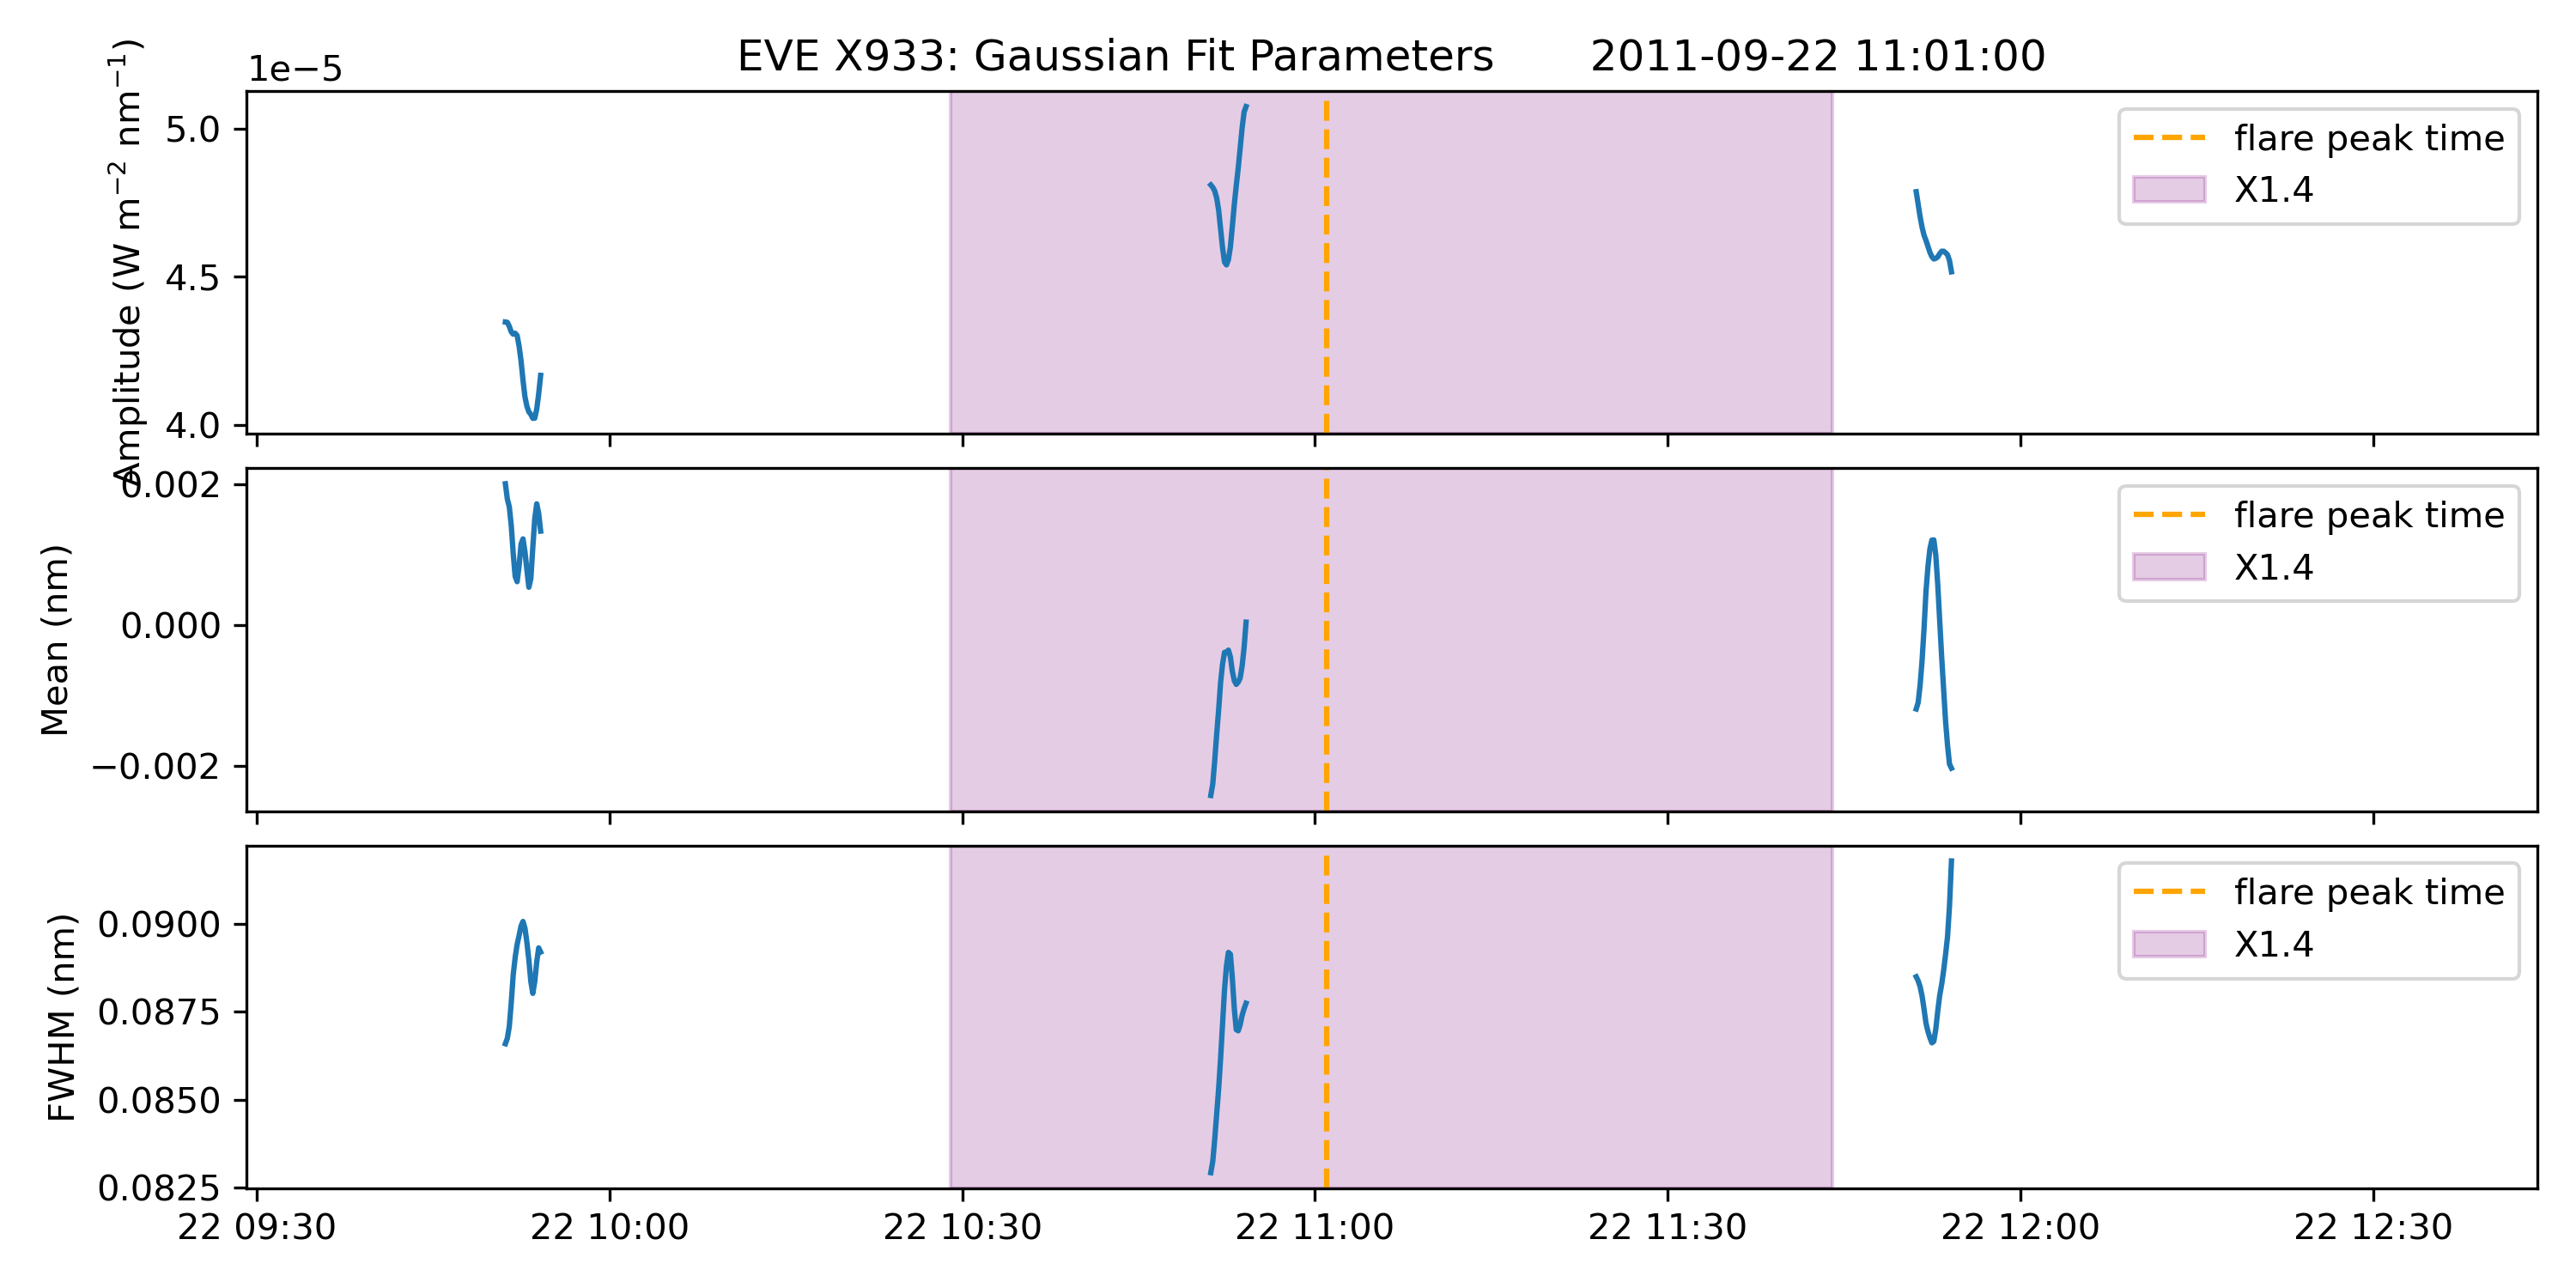 EVE X933: Gaussian Fit Parameters 2011-09-22 11:01:00
1e−5
Amplitude (W m⁻² nm⁻¹)
5.0
4.5
4.0
flare peak time
X1.4
Mean (nm)
0.002
0.000
−0.002
flare peak time
X1.4
FWHM (nm)
0.0900
0.0875
0.0850
0.0825
flare peak time
X1.4
22 09:30 22 10:00 22 10:30 22 11:00 22 11:30 22 12:00 22 12:30